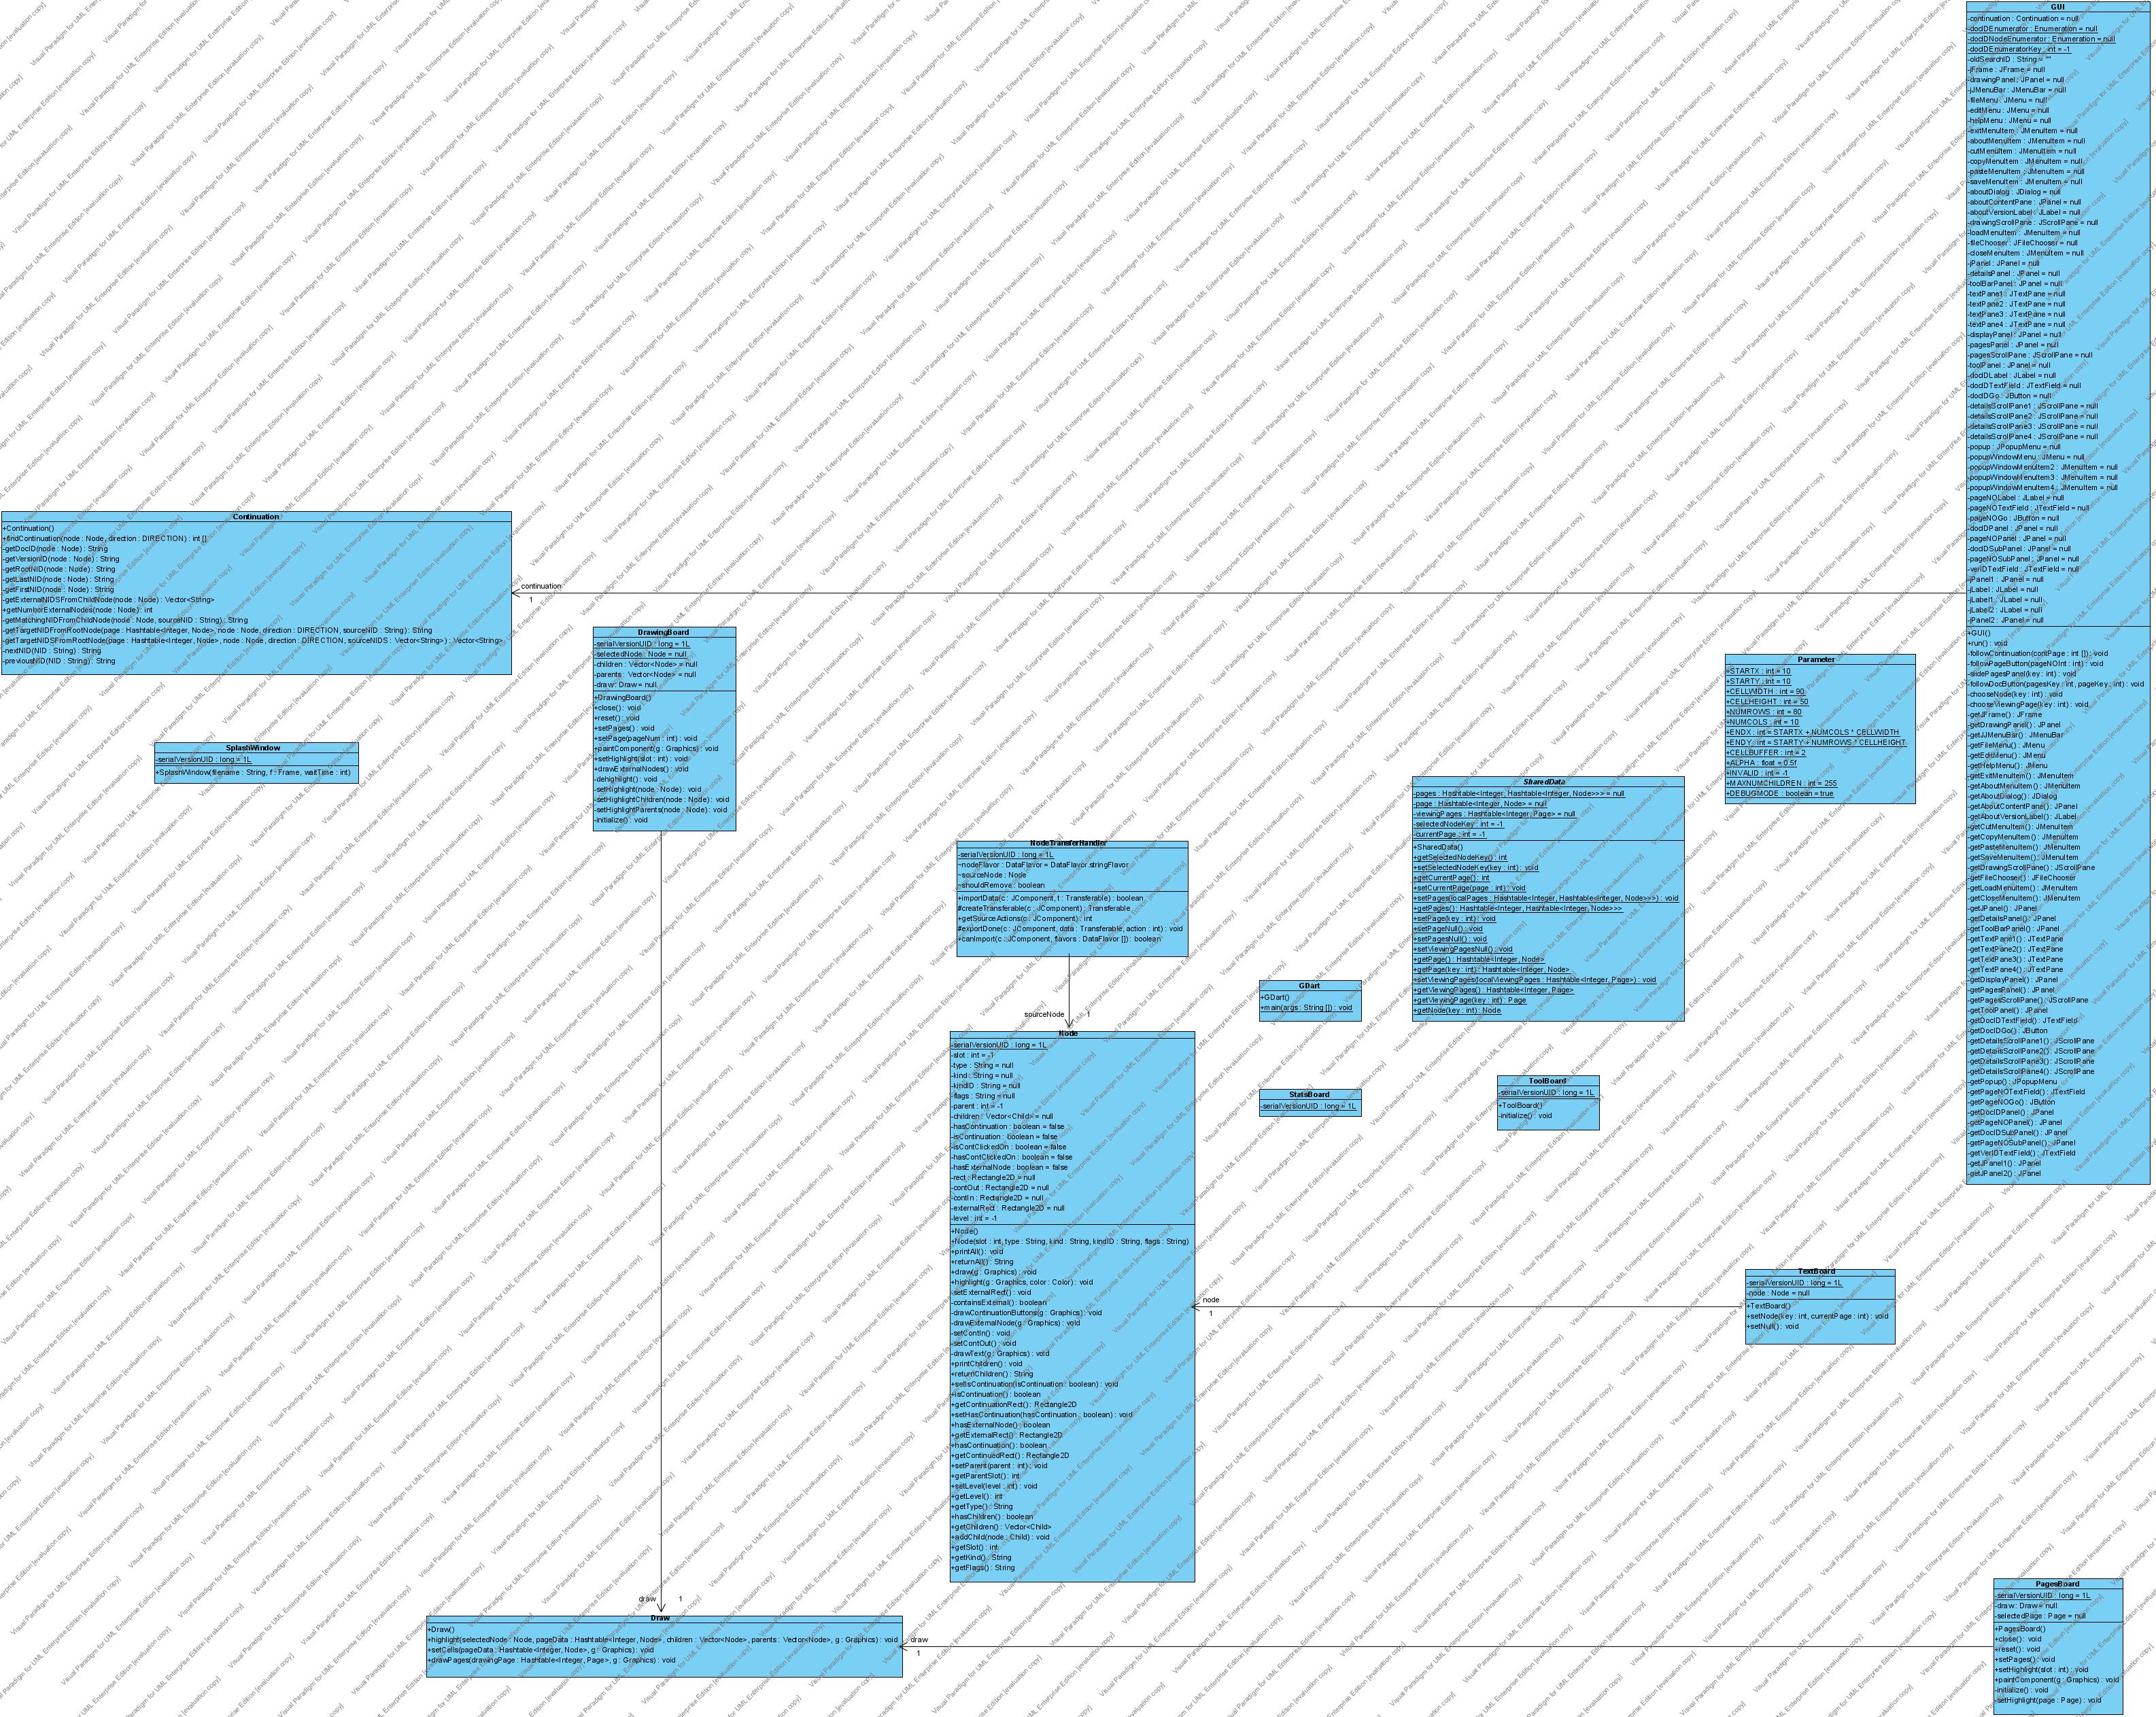 GUI
-continuation : Continuation = null
-docIDEnumerator : Enumeration = null
-docIDNodeEnumerator : Enumeration = null
-docIDEnumeratorKey : int = -1
-oldSearchID : String = ""
-jFrame : JFrame = null
-drawingPanel : JPanel = null
-jJMenuBar : JMenuBar = null
-fileMenu : JMenu = null
-editMenu : JMenu = null
-helpMenu : JMenu = null
-exitMenuItem : JMenuItem = null
-aboutMenuItem : JMenuItem = null
-cutMenuItem : JMenuItem = null
-copyMenuItem : JMenuItem = null
-pasteMenuItem : JMenuItem = null
-saveMenuItem : JMenuItem = null
-aboutDialog : JDialog = null
-aboutContentPane : JPanel = null
-aboutVersionLabel : JLabel = null
-drawingScrollPane : JScrollPane = null
-loadMenuItem : JMenuItem = null
-fileChooser : JFileChooser = null
-closeMenuItem : JMenuItem = null
-jPanel : JPanel = null
-detailsPanel : JPanel = null
-toolBarPanel : JPanel = null
-textPane1 : JTextPane = null
-textPane2 : JTextPane = null
-textPane3 : JTextPane = null
-textPane4 : JTextPane = null
-displayPanel : JPanel = null
-pagesPanel : JPanel = null
-pagesScrollPane : JScrollPane = null
-toolPanel : JPanel = null
-docIDLabel : JLabel = null
-docIDTextField : JTextField = null
-docIDGo : JButton = null
-detailsScrollPane1 : JScrollPane = null
-detailsScrollPane2 : JScrollPane = null
-detailsScrollPane3 : JScrollPane = null
-detailsScrollPane4 : JScrollPane = null
-popup : JPopupMenu = null
-popupWindowMenu : JMenu = null
-popupWindowMenuItem2 : JMenuItem = null
-popupWindowMenuItem3 : JMenuItem = null
-popupWindowMenuItem4 : JMenuItem = null
-pageNOLabel : JLabel = null
-pageNOTextField : JTextField = null
-pageNOGo : JButton = null
-docIDPanel : JPanel = null
-pageNOPanel : JPanel = null
-docIDSubPanel : JPanel = null
-pageNOSubPanel : JPanel = null
-verIDTextField : JTextField = null
-jPanel1 : JPanel = null
-jLabel : JLabel = null
-jLabel1 : JLabel = null
-jLabel2 : JLabel = null
-jPanel2 : JPanel = null
+GUI()
+run() : void
-followContinuation(contPage : int []) : void
-followPageButton(pageNOInt : int) : void
-slidePagesPanel(key : int) : void
-followDocButton(pagesKey : int, pageKey : int) : void
-chooseNode(key : int) : void
-chooseViewingPage(key : int) : void
-getJFrame() : JFrame
-getDrawingPanel() : JPanel
-getJJMenuBar() : JMenuBar
-getFileMenu() : JMenu
-getEditMenu() : JMenu
-getHelpMenu() : JMenu
-getExitMenuItem() : JMenuItem
-getAboutMenuItem() : JMenuItem
-getAboutDialog() : JDialog
-getAboutContentPane() : JPanel
-getAboutVersionLabel() : JLabel
-getCutMenuItem() : JMenuItem
-getCopyMenuItem() : JMenuItem
-getPasteMenuItem() : JMenuItem
-getSaveMenuItem() : JMenuItem
-getDrawingScrollPane() : JScrollPane
-getFileChooser() : JFileChooser
-getLoadMenuItem() : JMenuItem
-getCloseMenuItem() : JMenuItem
-getJPanel() : JPanel
-getDetailsPanel() : JPanel
-getToolBarPanel() : JPanel
-getTextPane1() : JTextPane
-getTextPane2() : JTextPane
-getTextPane3() : JTextPane
-getTextPane4() : JTextPane
-getDisplayPanel() : JPanel
-getPagesPanel() : JPanel
-getPagesScrollPane() : JScrollPane
-getToolPanel() : JPanel
-getDocIDTextField() : JTextField
-getDocIDGo() : JButton
-getDetailsScrollPane1() : JScrollPane
-getDetailsScrollPane2() : JScrollPane
-getDetailsScrollPane3() : JScrollPane
-getDetailsScrollPane4() : JScrollPane
-getPopup() : JPopupMenu
-getPageNOTextField() : JTextField
-getPageNOGo() : JButton
-getDocIDPanel() : JPanel
-getPageNOPanel() : JPanel
-getDocIDSubPanel() : JPanel
-getPageNOSubPanel() : JPanel
-getVerIDTextField() : JTextField
-getJPanel1() : JPanel
-getJPanel2() : JPanel
Continuation
+Continuation()
+findContinuation(node : Node, direction : DIRECTION) : int []
-getDocID(node : Node) : String
-getVersionID(node : Node) : String
-getRootNID(node : Node) : String
-getLastNID(node : Node) : String
-getFirstNID(node : Node) : String
-getExternalNIDSFromChildNode(node : Node) : Vector<String>
+getNumberExternalNodes(node : Node) : int
-getMatchingNIDFromChildNode(node : Node, sourceNID : String) : String
-getTargetNIDFromRootNode(page : Hashtable<Integer, Node>, node : Node, direction : DIRECTION, sourceNID : String) : String
-getTargetNIDSFromRootNode(page : Hashtable<Integer, Node>, node : Node, direction : DIRECTION, sourceNIDS : Vector<String>) : Vector<String>
-nextNID(NID : String) : String
-previousNID(NID : String) : String
continuation
1
DrawingBoard
-serialVersionUID : long = 1L
-selectedNode : Node = null
-children : Vector<Node> = null
-parents : Vector<Node> = null
-draw : Draw = null
+DrawingBoard()
+close() : void
+reset() : void
+setPages() : void
+setPage(pageNum : int) : void
+paintComponent(g : Graphics) : void
+setHighlight(slot : int) : void
+drawExternalNodes() : void
-dehighlight() : void
-setHighlight(node : Node) : void
-setHighlightChildren(node : Node) : void
-setHighlightParents(node : Node) : void
-initialize() : void
Parameter
+STARTX : int = 10
+STARTY : int = 10
+CELLWIDTH : int = 90
+CELLHEIGHT : int = 50
+NUMROWS : int = 80
+NUMCOLS : int = 10
+ENDX : int = STARTX + NUMCOLS * CELLWIDTH
+ENDY : int = STARTY + NUMROWS * CELLHEIGHT
+CELLBUFFER : int = 2
+ALPHA : float = 0.5f
+INVALID : int = -1
+MAXNUMCHILDREN : int = 255
+DEBUGMODE : boolean = true
SplashWindow
-serialVersionUID : long = 1L
+SplashWindow(filename : String, f : Frame, waitTime : int)
SharedData
-pages : Hashtable<Integer, Hashtable<Integer, Node>>> = null
-page : Hashtable<Integer, Node> = null
-viewingPages : Hashtable<Integer, Page> = null
-selectedNodeKey : int = -1
-currentPage : int = -1
+SharedData()
+getSelectedNodeKey() : int
+setSelectedNodeKey(key : int) : void
+getCurrentPage() : int
+setCurrentPage(page : int) : void
+setPages(localPages : Hashtable<Integer, Hashtable<Integer, Node>>>) : void
+getPages() : Hashtable<Integer, Hashtable<Integer, Node>>>
+setPage(key : int) : void
+setPageNull() : void
+setPagesNull() : void
+setViewingPagesNull() : void
+getPage() : Hashtable<Integer, Node>
+getPage(key : int) : Hashtable<Integer, Node>
+setViewingPages(localViewingPages : Hashtable<Integer, Page>) : void
+getViewingPages() : Hashtable<Integer, Page>
+getViewingPage(key : int) : Page
+getNode(key : int) : Node
NodeTransferHandler
-serialVersionUID : long = 1L
~nodeFlavor : DataFlavor = DataFlavor.stringFlavor
~sourceNode : Node
~shouldRemove : boolean
+importData(c : JComponent, t : Transferable) : boolean
#createTransferable(c : JComponent) : Transferable
+getSourceActions(c : JComponent) : int
#exportDone(c : JComponent, data : Transferable, action : int) : void
+canImport(c : JComponent, flavors : DataFlavor []) : boolean
sourceNode
1
GDart
+GDart()
+main(args : String []) : void
Node
-serialVersionUID : long = 1L
-slot : int = -1
-type : String = null
-kind : String = null
-kindID : String = null
-flags : String = null
-parent : int = -1
-children : Vector<Child> = null
-hasContinuation : boolean = false
-isContinuation : boolean = false
-isContClickedOn : boolean = false
-hasContClickedOn : boolean = false
-hasExternalNode : boolean = false
-rect : Rectangle2D = null
-contOut : Rectangle2D = null
-contIn : Rectangle2D = null
-externalRect : Rectangle2D = null
-level : int = -1
+Node()
+Node(slot : int, type : String, kind : String, kindID : String, flags : String)
+printAll() : void
+returnAll() : String
+draw(g : Graphics) : void
+highlight(g : Graphics, color : Color) : void
-setExternalRect() : void
-containsExternal() : boolean
-drawContinuationButtons(g : Graphics) : void
-drawExternalNode(g : Graphics) : void
-setContIn() : void
-setContOut() : void
-drawText(g : Graphics) : void
+printChildren() : void
+returnChildren() : String
+setIsContinuation(isContinuation : boolean) : void
+isContinuation() : boolean
+getContinuationRect() : Rectangle2D
+setHasContinuation(hasContinuation : boolean) : void
+hasExternalNode() : boolean
+getExternalRect() : Rectangle2D
+hasContinuation() : boolean
+getContinuedRect() : Rectangle2D
+setParent(parent : int) : void
+getParentSlot() : int
+setLevel(level : int) : void
+getLevel() : int
+getType() : String
+hasChildren() : boolean
+getChildren() : Vector<Child>
+addChild(node : Child) : void
+getSlot() : int
+getKind() : String
+getFlags() : String
StatsBoard
-serialVersionUID : long = 1L
ToolBoard
-serialVersionUID : long = 1L
+ToolBoard()
-initialize() : void
TextBoard
-serialVersionUID : long = 1L
-node : Node = null
+TextBoard()
+setNode(key : int, currentPage : int) : void
+setNull() : void
node
1
draw
1
Draw
+Draw()
+highlight(selectedNode : Node, pageData : Hashtable<Integer, Node>, children : Vector<Node>, parents : Vector<Node>, g : Graphics) : void
+setCells(pageData : Hashtable<Integer, Node>, g : Graphics) : void
+drawPages(drawingPage : Hashtable<Integer, Page>, g : Graphics) : void
draw
1
PagesBoard
-serialVersionUID : long = 1L
-draw : Draw = null
-selectedPage : Page = null
+PagesBoard()
+close() : void
+reset() : void
+setPages() : void
+setHighlight(slot : int) : void
+paintComponent(g : Graphics) : void
-initialize() : void
-setHighlight(page : Page) : void
Visual Paradigm for UML Enterprise Edition [evaluation copy]